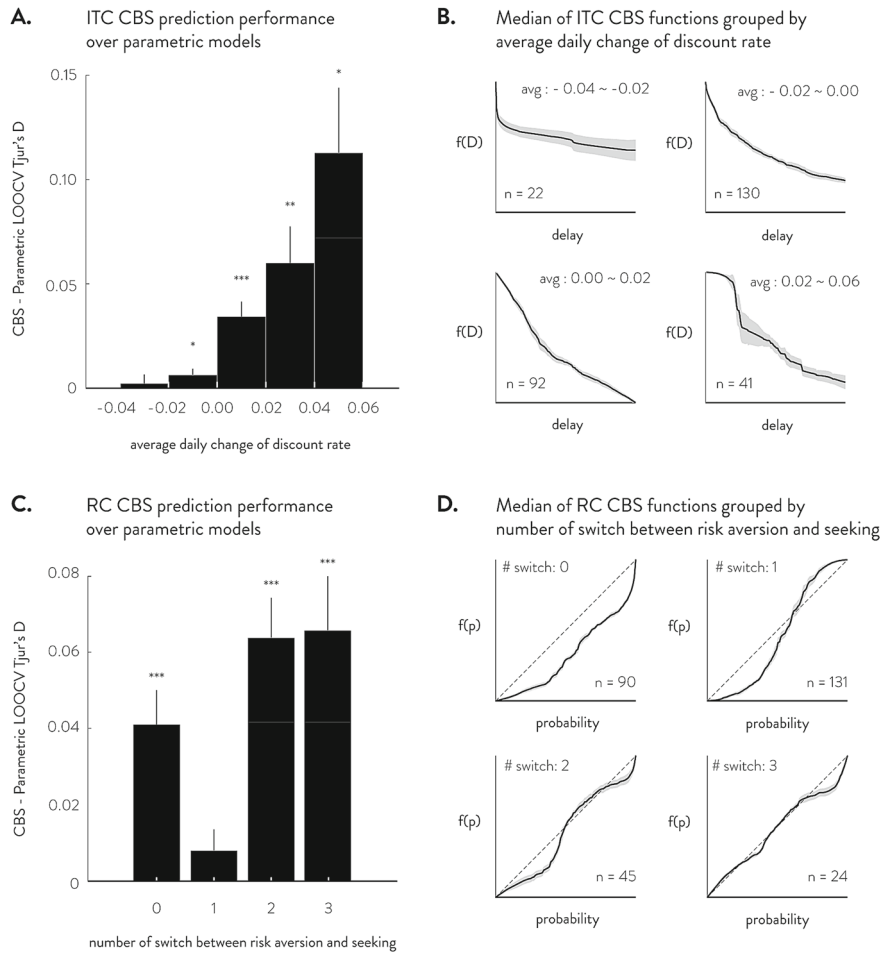 A. ITC CBS prediction performance
over parametric models
CBS - Parametric LOOCV Tjur's D
0.15
0.10
0.05
0
*
***
**
*
-0.04 -0.02 0.00 0.02 0.04 0.06
average daily change of discount rate
B. Median of ITC CBS functions grouped by
average daily change of discount rate
avg : - 0.04 ~ -0.02
f(D)
n = 22
delay
avg : - 0.02 ~ 0.00
f(D)
n = 130
delay
avg : 0.00 ~ 0.02
f(D)
n = 92
delay
avg: 0.02 ~ 0.06
f(D)
n = 41
delay
C. RC CBS prediction performance
over parametric models
CBS - Parametric LOOCV Tjur's D
0.08
0.06
0.04
0.02
0
***
***
***
0 1 2 3
number of switch between risk aversion and seeking
D. Median of RC CBS functions grouped by
number of switch between risk aversion and seeking
# switch: 0
f(p)
n = 90
probability
# switch: 1
f(p)
n = 131
probability
# switch: 2
f(p)
n = 45
probability
# switch: 3
f(p)
n = 24
probability